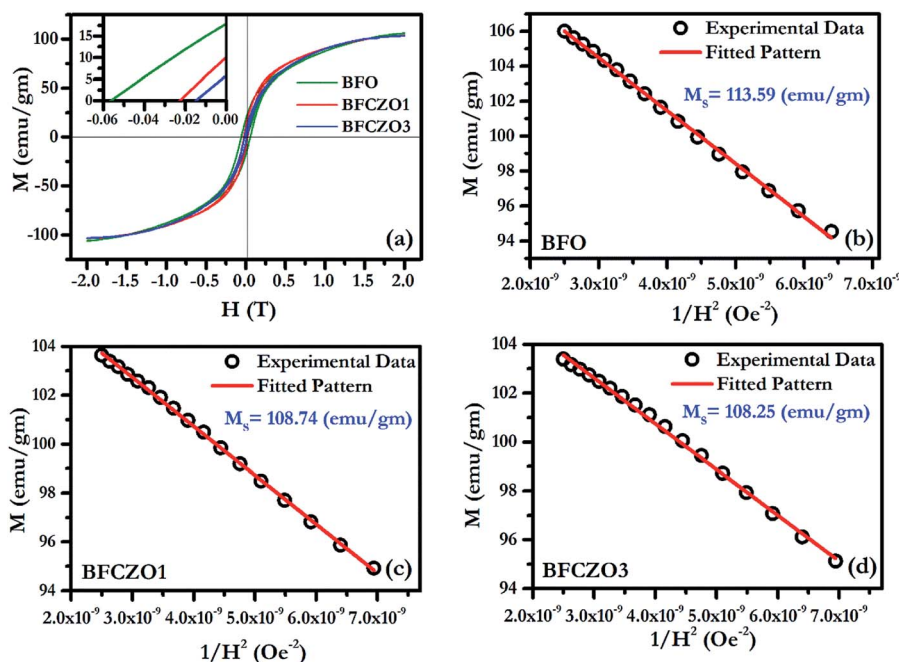 15
10
5
0
-0.06 -0.04 -0.02 0.00
100
50
0
-50
-100
M (emu/gm)
BFO
BFCZO1
BFCZO3
(a)
-2.0 -1.5 -1.0 -0.5 0.0 0.5 1.0 1.5 2.0
H (T)
106
104
102
100
98
96
94
M (emu/gm)
Experimental Data
Fitted Pattern
Ms = 113.59 (emu/gm)
BFO
(b)
2.0x10⁻⁹ 3.0x10⁻⁹ 4.0x10⁻⁹ 5.0x10⁻⁹ 6.0x10⁻⁹ 7.0x10⁻⁹
1/H² (Oe⁻²)
104
102
100
98
96
94
M (emu/gm)
Experimental Data
Fitted Pattern
Ms = 108.74 (emu/gm)
BFCZO1
(c)
2.0x10⁻⁹ 3.0x10⁻⁹ 4.0x10⁻⁹ 5.0x10⁻⁹ 6.0x10⁻⁹ 7.0x10⁻⁹
1/H² (Oe⁻²)
104
102
100
98
96
94
M (emu/gm)
Experimental Data
Fitted Pattern
Ms = 108.25 (emu/gm)
BFCZO3
(d)
2.0x10⁻⁹ 3.0x10⁻⁹ 4.0x10⁻⁹ 5.0x10⁻⁹ 6.0x10⁻⁹ 7.0x10⁻⁹
1/H² (Oe⁻²)